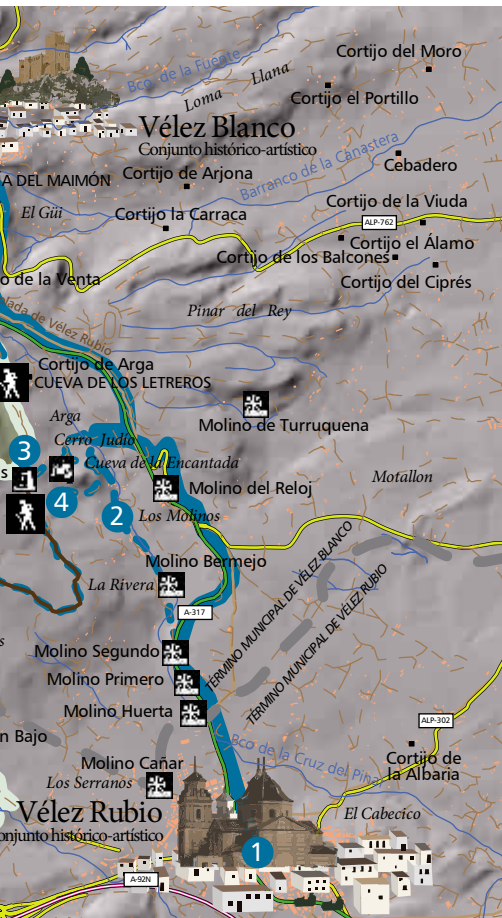 Cortijo del Moro
Bco. de la Fuente
Loma Llana
Cortijo el Portillo
Vélez Blanco
Conjunto histórico-artístico
Barranco de la Canastera
Cebadero
A DEL MAIMÓN
Cortijo de Arjona
Cortijo de la Viuda
El Güi
Cortijo la Carraca
ALP-762
Cortijo el Álamo
Cortijo de los Balcones
o de la Venta
Cortijo del Ciprés
lada de Vélez Rubio
Pinar del Rey
Cortijo de Arga
CUEVA DE LOS LETREROS
Arga
Molino de Turruquena
Cerro Judío
3
Cueva de la Encantada
s
Motallon
4
Molino del Reloj
2
Los Molinos
Molino Bermejo
La Rivera
TÉRMINO MUNICIPAL DE VÉLEZ BLANCO
TÉRMINO MUNICIPAL DE VÉLEZ RUBIO
A-317
s
Molino Segundo
Molino Primero
Molino Huerta
ALP-302
n Bajo
Bco de la Cruz del Pinar
Cortijo de
la Albaria
Molino Cañar
Los Serranos
Vélez Rubio
onjunto histórico-artístico
El Cabecico
1
A-92N